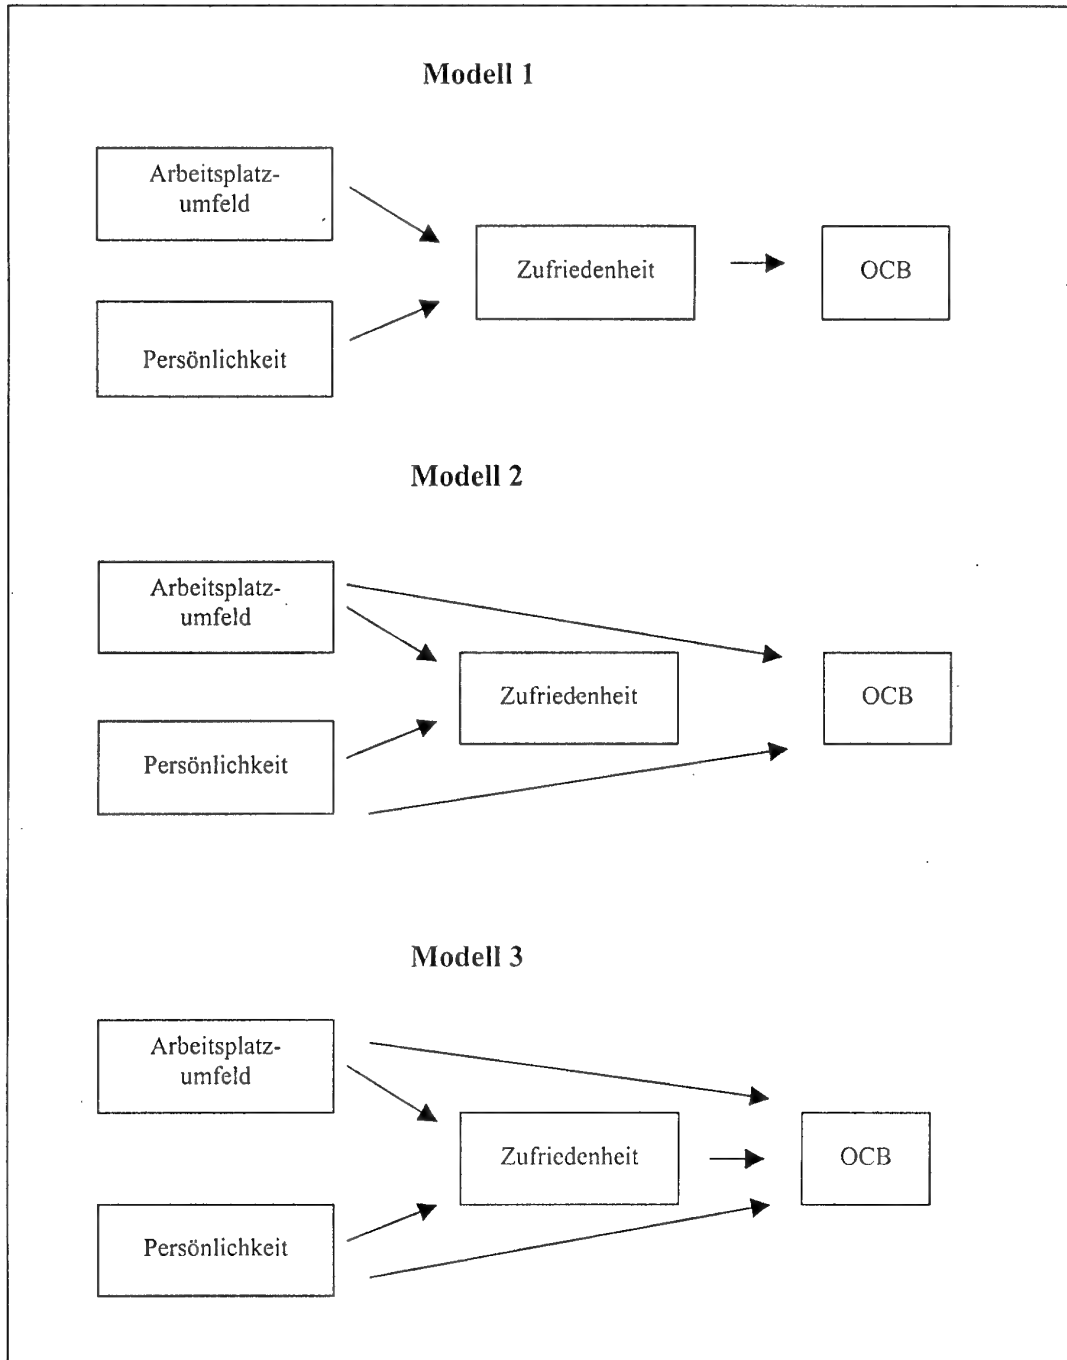 Modell 1
Arbeitsplatz-
umfeld
Zufriedenheit
OCB
Persönlichkeit
Modell 2
Arbeitsplatz-
umfeld
Zufriedenheit
OCB
Persönlichkeit
Modell 3
Arbeitsplatz-
umfeld
Zufriedenheit
OCB
Persönlichkeit